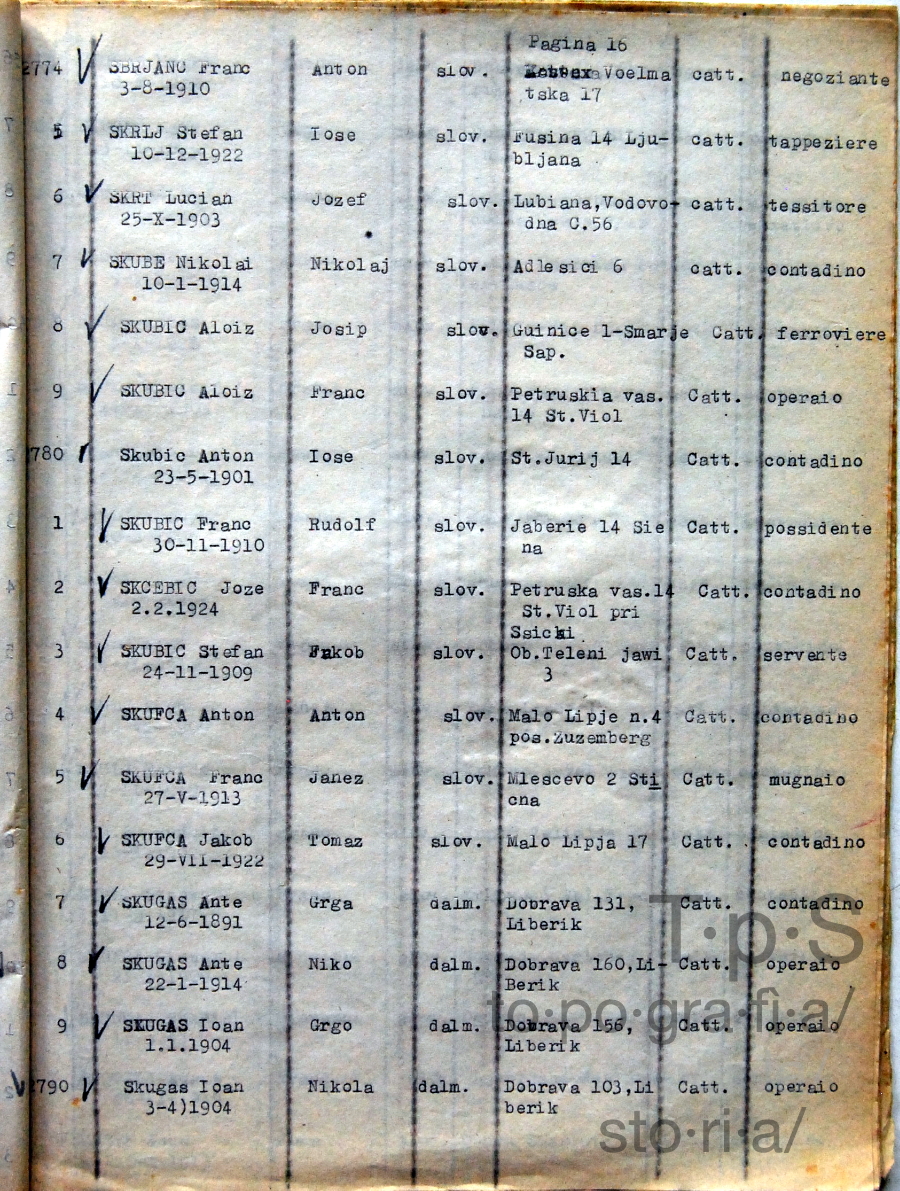 Pagina 16
2774 SBRJANC Franc Anton slov. Voelma catt. negoziante
3-8-1910 tska 17
5 SKRLJ Stefan Iose slov. Fusina 14 Lju- catt. tappeziere
10-12-1922 bljana
6 SKRT Lucian Jozef slov. Lubiana,Vodovo- catt. tessitore
25-X-1903 dna C.56
7 SKUBE Nikolai Nikolaj slov. Adlesici 6 catt. contadino
10-1-1914
8 SKUBIC Aloiz Josip slov. Guinice 1-Smarje Catt. ferroviere
Sap.
9 SKUBIC Aloiz Franc slov. Petruskia vas. Catt. operaio
14 St.Viol
780 Skubic Anton Iose slov. St.Jurij 14 Catt. contadino
23-5-1901
1 SKUBIC Franc Rudolf slov. Jaberie 14 Sie Catt. possidente
30-11-1910 na
2 SKCEBIC Joze Franc slov. Petruska vas.14 Catt. contadino
2.2.1924 St.Viol pri
Ssicki
3 SKUBIC Stefan Jakob slov. Ob.Teleni jawi Catt. servente
24-11-1909 3
4 SKUFCA Anton Anton slov. Malo Lipje n.4 Catt. contadino
pos.Zuzemberg
5 SKUFCA Franc Janez slov. Mlescevo 2 Sti Catt. mugnaio
27-V-1913 cna
6 SKUFCA Jakob Tomaz slov. Malo Lipja 17 Catt. contadino
29-VII-1922
7 SKUGAS Ante Grga dalm. Dobrava 131, Catt. contadino
12-6-1891 Liberik
8 SKUGAS Ante Niko dalm. Dobrava 160,Li- Catt. operaio
22-1-1914 Berik
9 SKUGAS Ioan Grgo dalm. Dobrava 156, Catt. operaio
1.1.1904 Liberik
2790 Skugas Ioan Nikola dalm. Dobrava 103,Li Catt. operaio
3-4)1904 berik
T·p·S
to·po·gra·fi·a/
sto·ri·a/